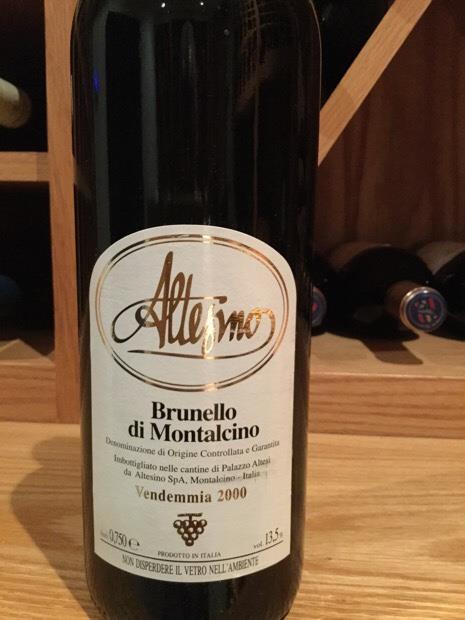 Altesino
Brunello
di Montalcino
Denominazione di Origine Controllata e Garantita
Imbottigliato nelle cantine di Palazzo Altesi
da Altesino SpA, Montalcino - Italia
Vendemmia 2000
0,750 e
vol. 13,5%
PRODOTTO IN ITALIA
NON DISPERDERE IL VETRO NELL'AMBIENTE